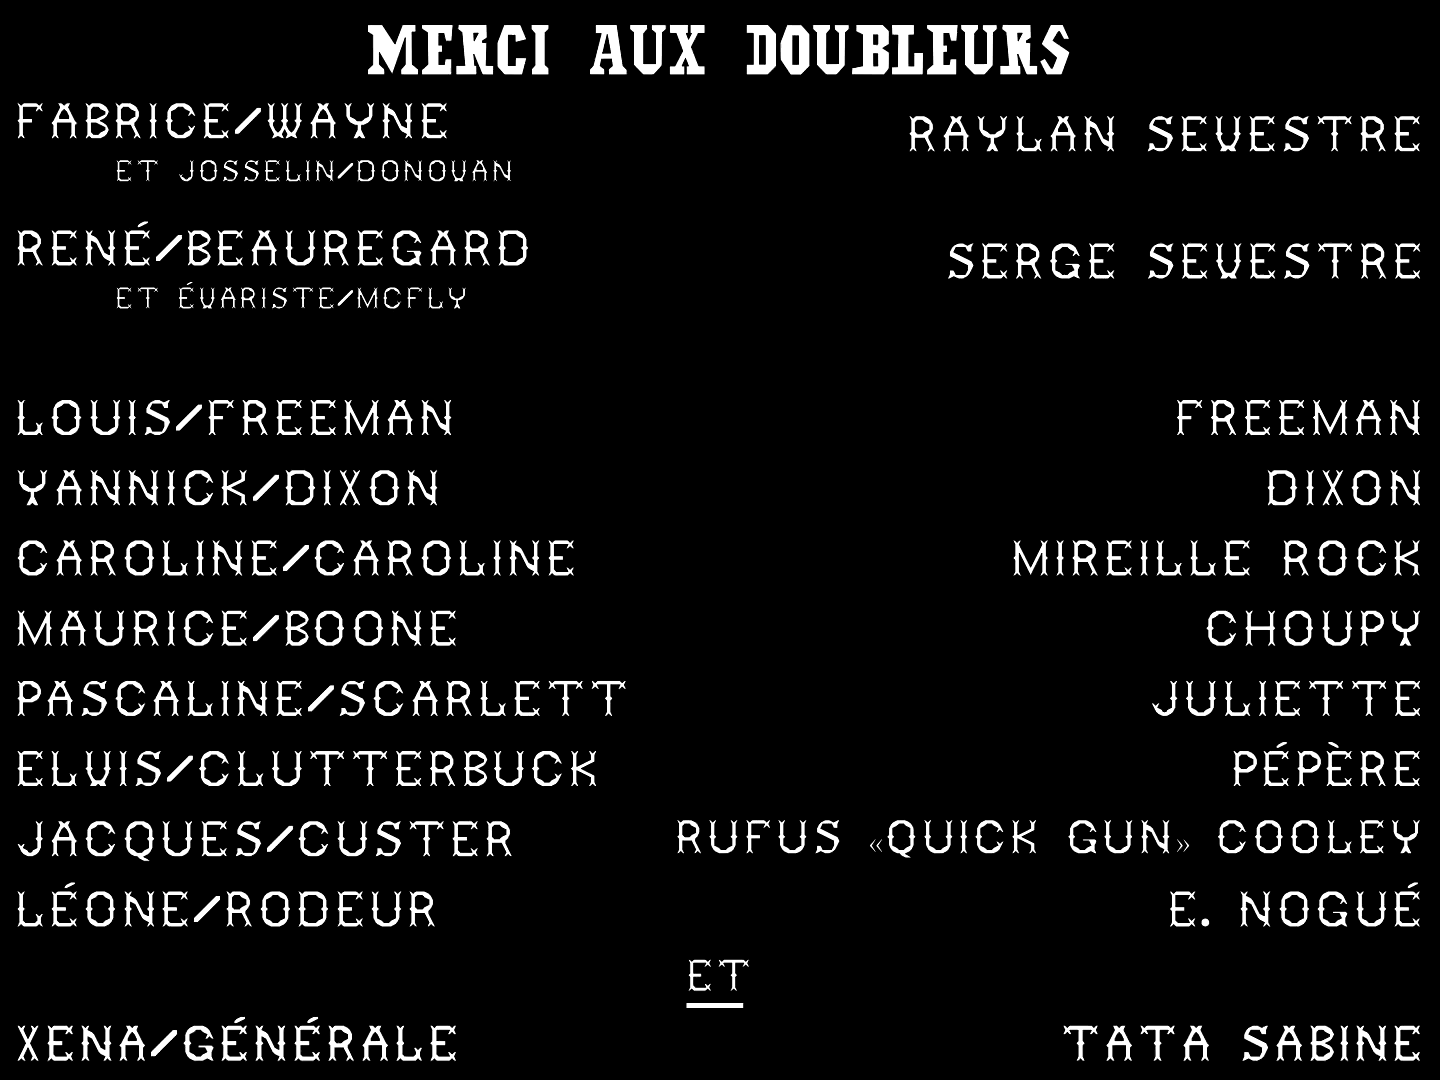 MERCI AUX DOUBLEURS
FABRICE/WAYNE RAYLAN SEVESTRE
ET JOSSELIN/DONOVAN
RENÉ/BEAUREGARD SERGE SEVESTRE
ET ÉVARISTE/MCFLY
LOUIS/FREEMAN FREEMAN
YANNICK/DIXON DIXON
CAROLINE/CAROLINE MIREILLE ROCK
MAURICE/BOONE CHOUPY
PASCALINE/SCARLETT JULIETTE
ELVIS/CLUTTERBUCK PÉPÈRE
JACQUES/CUSTER RUFUS «QUICK GUN» COOLEY
LÉONE/RODEUR E. NOGUÉ
ET
XENA/GÉNÉRALE TATA SABINE